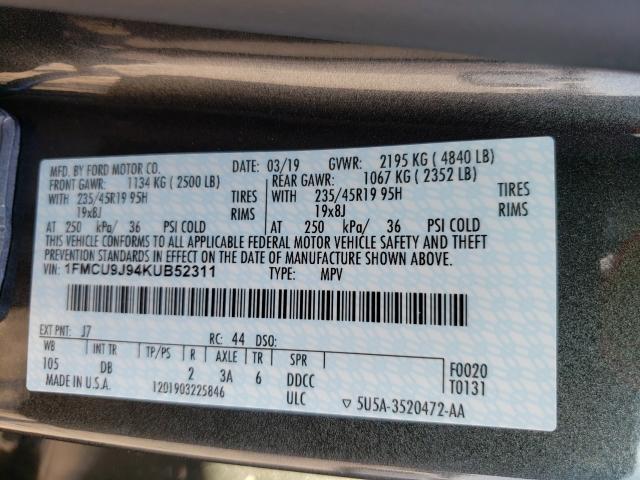 MFD. BY FORD MOTOR CO.
DATE: 03/19 GVWR: 2195 KG ( 4840 LB)
FRONT GAWR: 1134 KG ( 2500 LB) REAR GAWR: 1067 KG ( 2352 LB)
WITH 235/45R19 95H TIRES WITH 235/45R19 95H TIRES
19x8J RIMS 19x8J RIMS
AT 250 kPa/ 36 PSI COLD AT 250 kPa/ 36 PSI COLD
THIS VEHICLE CONFORMS TO ALL APPLICABLE FEDERAL MOTOR VEHICLE SAFETY AND THEFT
PREVENTION STANDARDS IN EFFECT ON THE DATE OF MANUFACTURE SHOWN ABOVE.
VIN: 1FMCU9J94KUB52311 TYPE: MPV
EXT PNT: J7 RC: 44 DSO:
WB INT TR TP/PS R AXLE TR SPR F0020
105 DB 2 3A 6 DDCC T0131
MADE IN U.S.A. 1201903225846 ULC ▽ 5U5A-3520472-AA